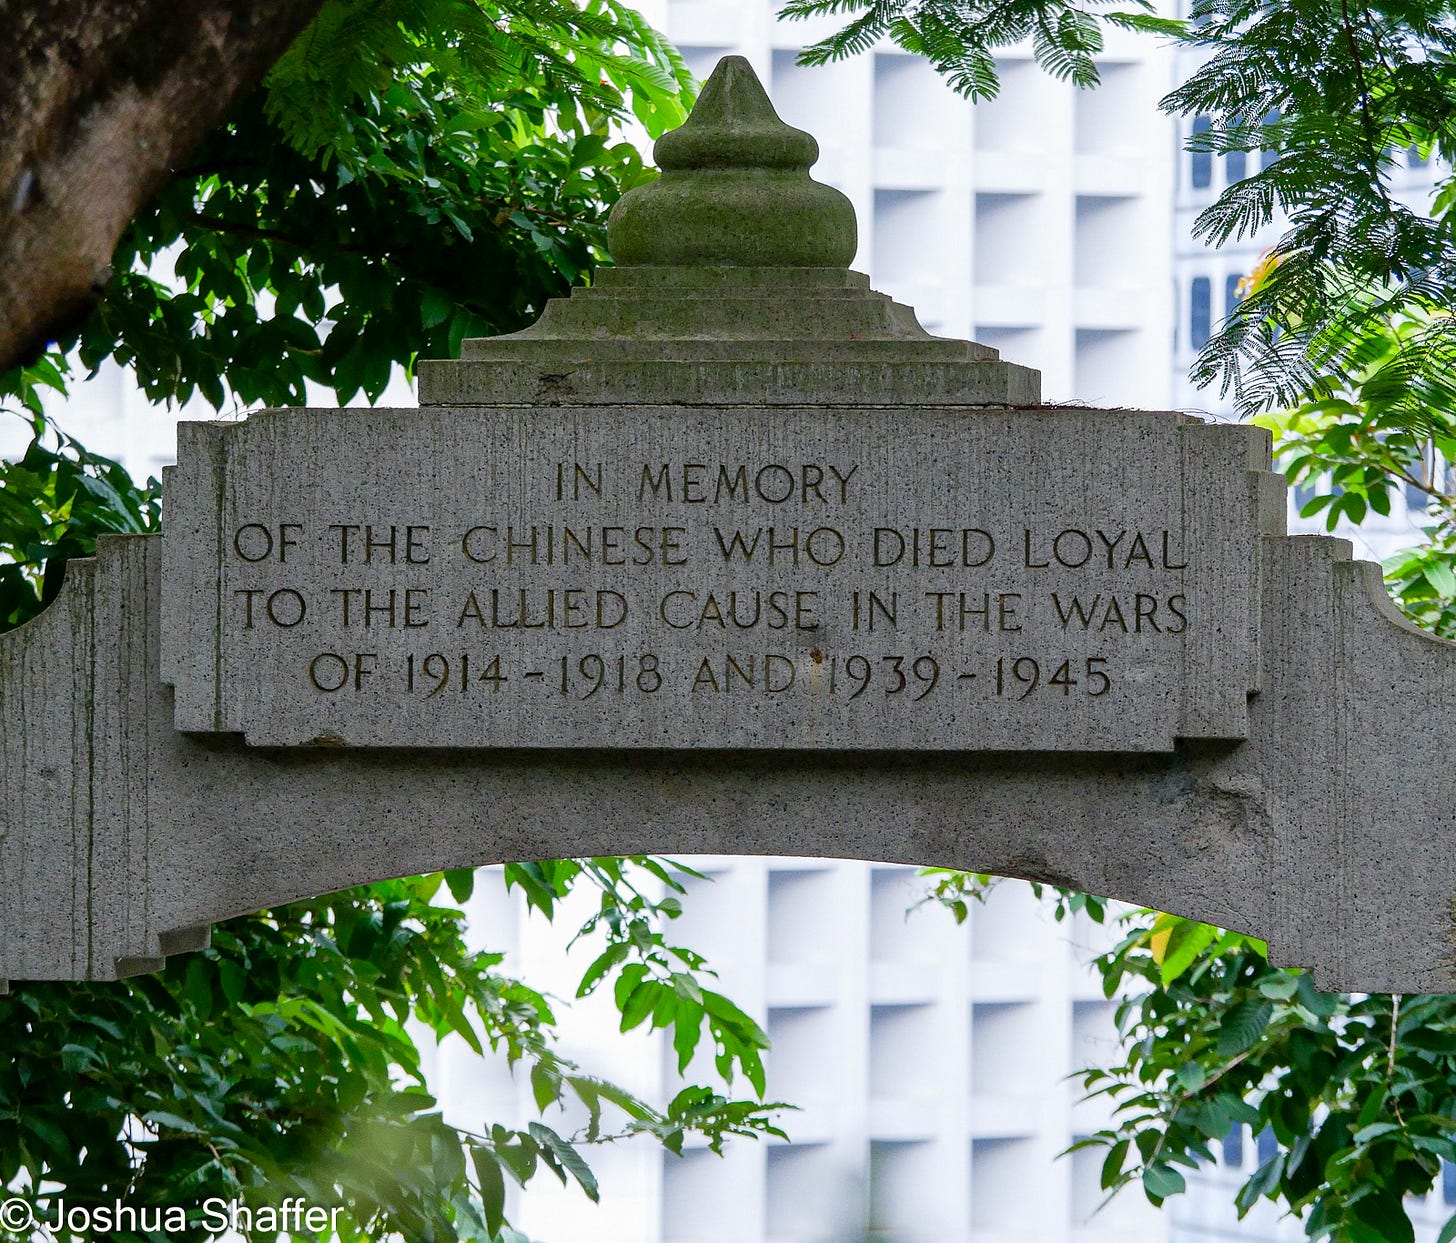 IN MEMORY
OF THE CHINESE WHO DIED LOYAL
TO THE ALLIED CAUSE IN THE WARS
OF 1914-1918 AND 1939-1945
© Joshua Shaffer